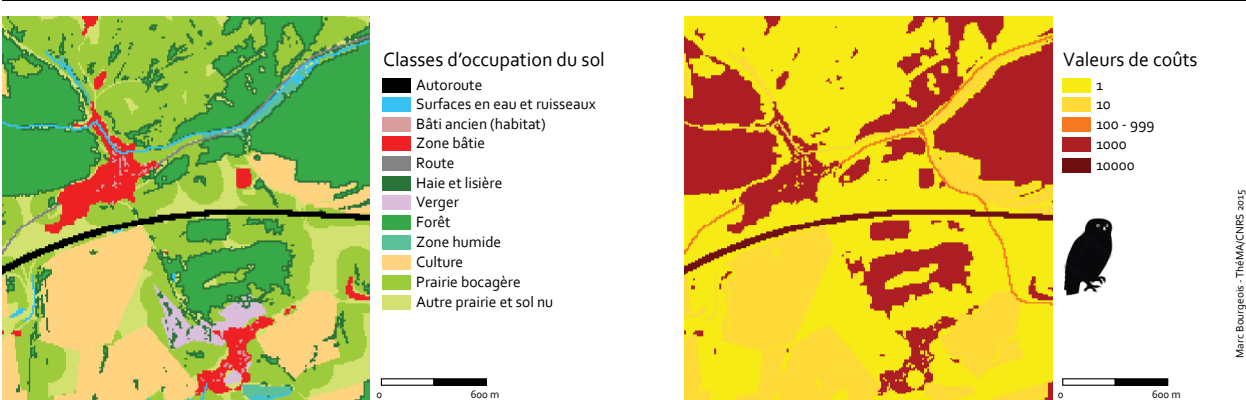 Classes d'occupation du sol
Autoroute
Surfaces en eau et ruisseaux
Bâti ancien (habitat)
Zone bâtie
Route
Haie et lisière
Verger
Forêt
Zone humide
Culture
Prairie bocagère
Autre prairie et sol nu
0 600 m
Valeurs de coûts
1
10
100 - 999
1000
10000
0 600 m
Marc Bourgeois - ThéMA/CNRS 2015